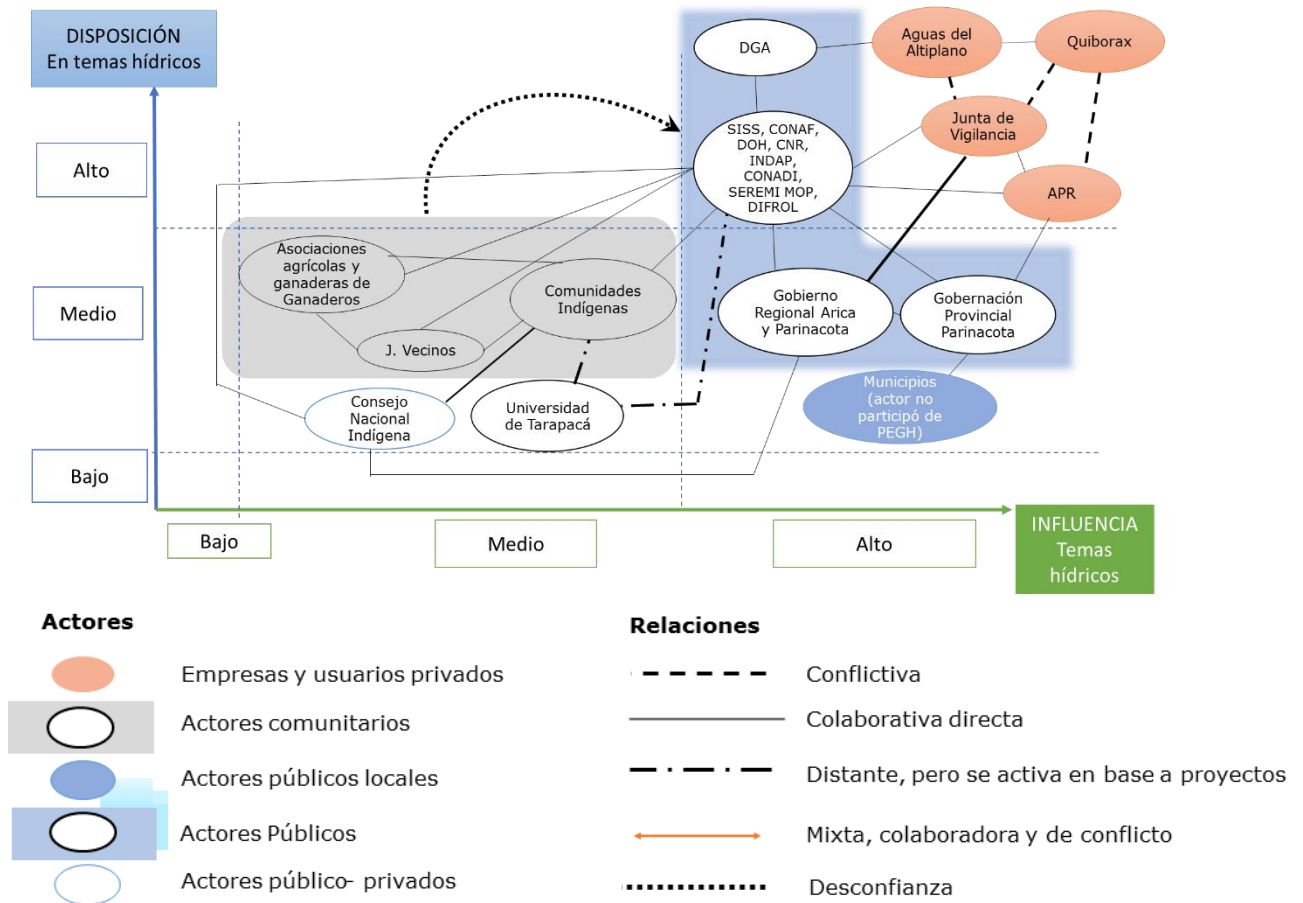 DISPOSICIÓN
En temas hídricos
Alto
Medio
Bajo
DGA
Aguas del
Altiplano
Quiborax
SISS, CONAF,
DOH, CNR,
INDAP,
CONADI,
SEREMI MOP,
DIFROL
Junta de
Vigilancia
APR
Asociaciones
agrícolas y
ganaderas de
Ganaderos
Comunidades
Indígenas
J. Vecinos
Gobierno
Regional Arica
y Parinacota
Gobernación
Provincial
Parinacota
Consejo
Nacional
Indígena
Universidad
de Tarapacá
Municipios
(actor no
participó de
PEGH)
Bajo
Medio
Alto
INFLUENCIA
Temas
hídricos
Actores
Empresas y usuarios privados
Actores comunitarios
Actores públicos locales
Actores Públicos
Actores público- privados
Relaciones
Conflictiva
Colaborativa directa
Distante, pero se activa en base a proyectos
Mixta, colaboradora y de conflicto
Desconfianza